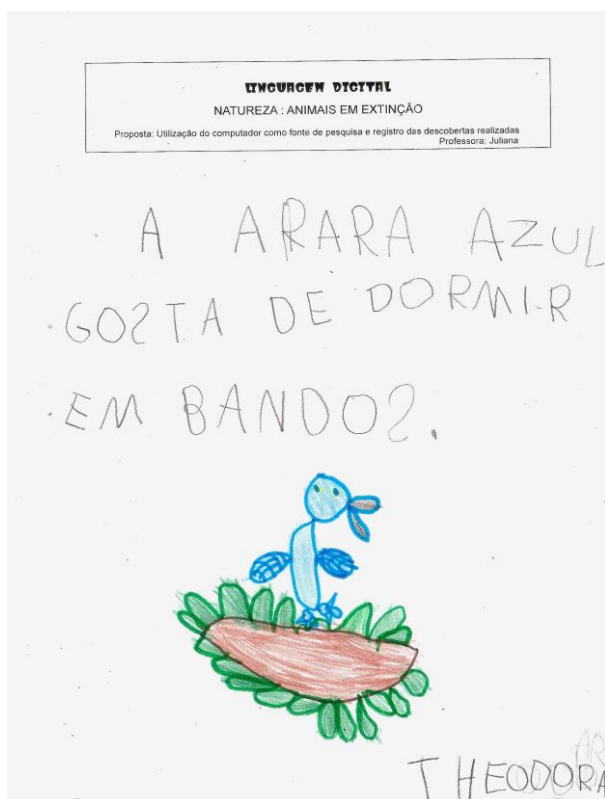 LINGUAGEM DIGITAL
NATUREZA : ANIMAIS EM EXTINÇÃO
Proposta: Utilização do computador como fonte de pesquisa e registro das descobertas realizadas
Professora: Juliana
A ARARA AZUL
GOSTA DE DORMIR
EM BANDOS.
THEODORA